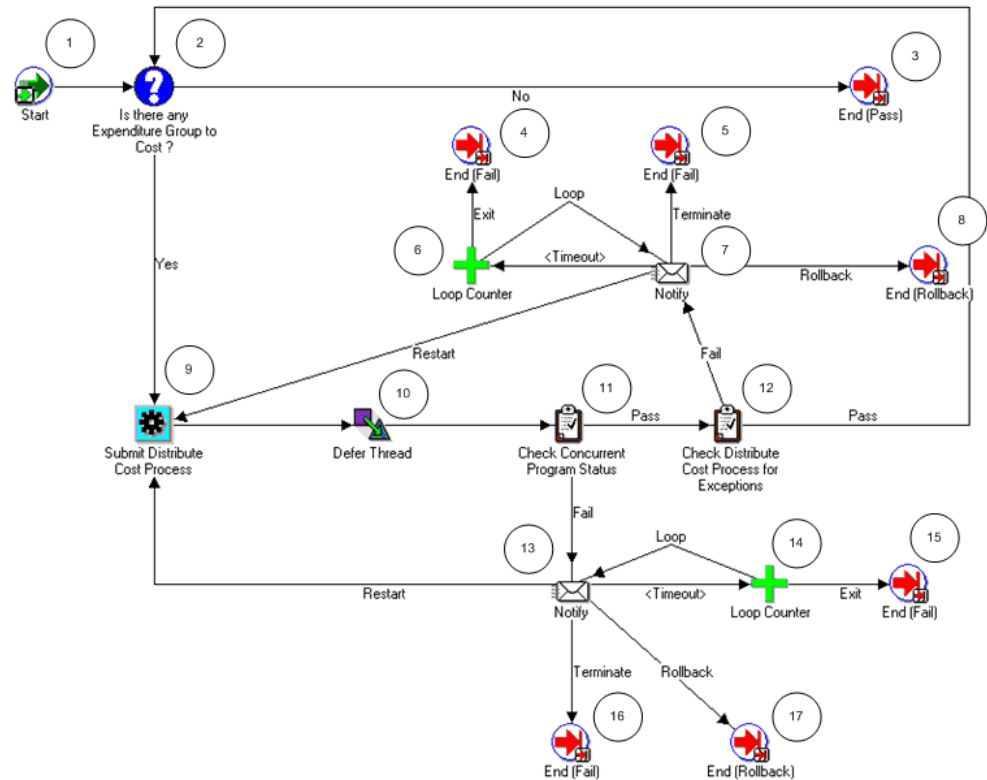 1
2
3
Start
Is there any
Expenditure Group to
Cost ?
No
End (Pass)
4
5
End (Fail)
End (Fail)
Loop
Exit
Terminate
6
7
8
<Timeout>
Rollback
Loop Counter
Notify
End (Rollback)
Yes
Restart
Fail
9
10
11
12
Pass
Pass
Submit Distribute
Cost Process
Defer Thread
Check Concurrent
Program Status
Check Distribute
Cost Process for
Exceptions
Fail
13
14
15
Loop
Restart
<Timeout>
Exit
Notify
Loop Counter
End (Fail)
Terminate
Rollback
16
17
End (Fail)
End (Rollback)